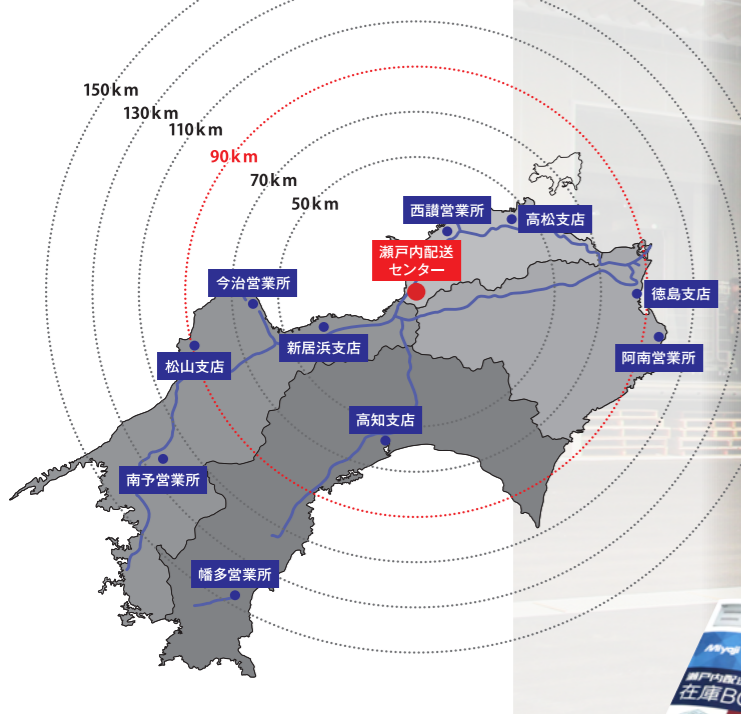 150km
130km
110km
90km
70km
50km
西讃営業所
高松支店
瀬戸内配送
センター
今治営業所
徳島支店
新居浜支店
松山支店
阿南営業所
高知支店
南予営業所
幡多営業所
Miyaji
瀬戸内配
在庫BO